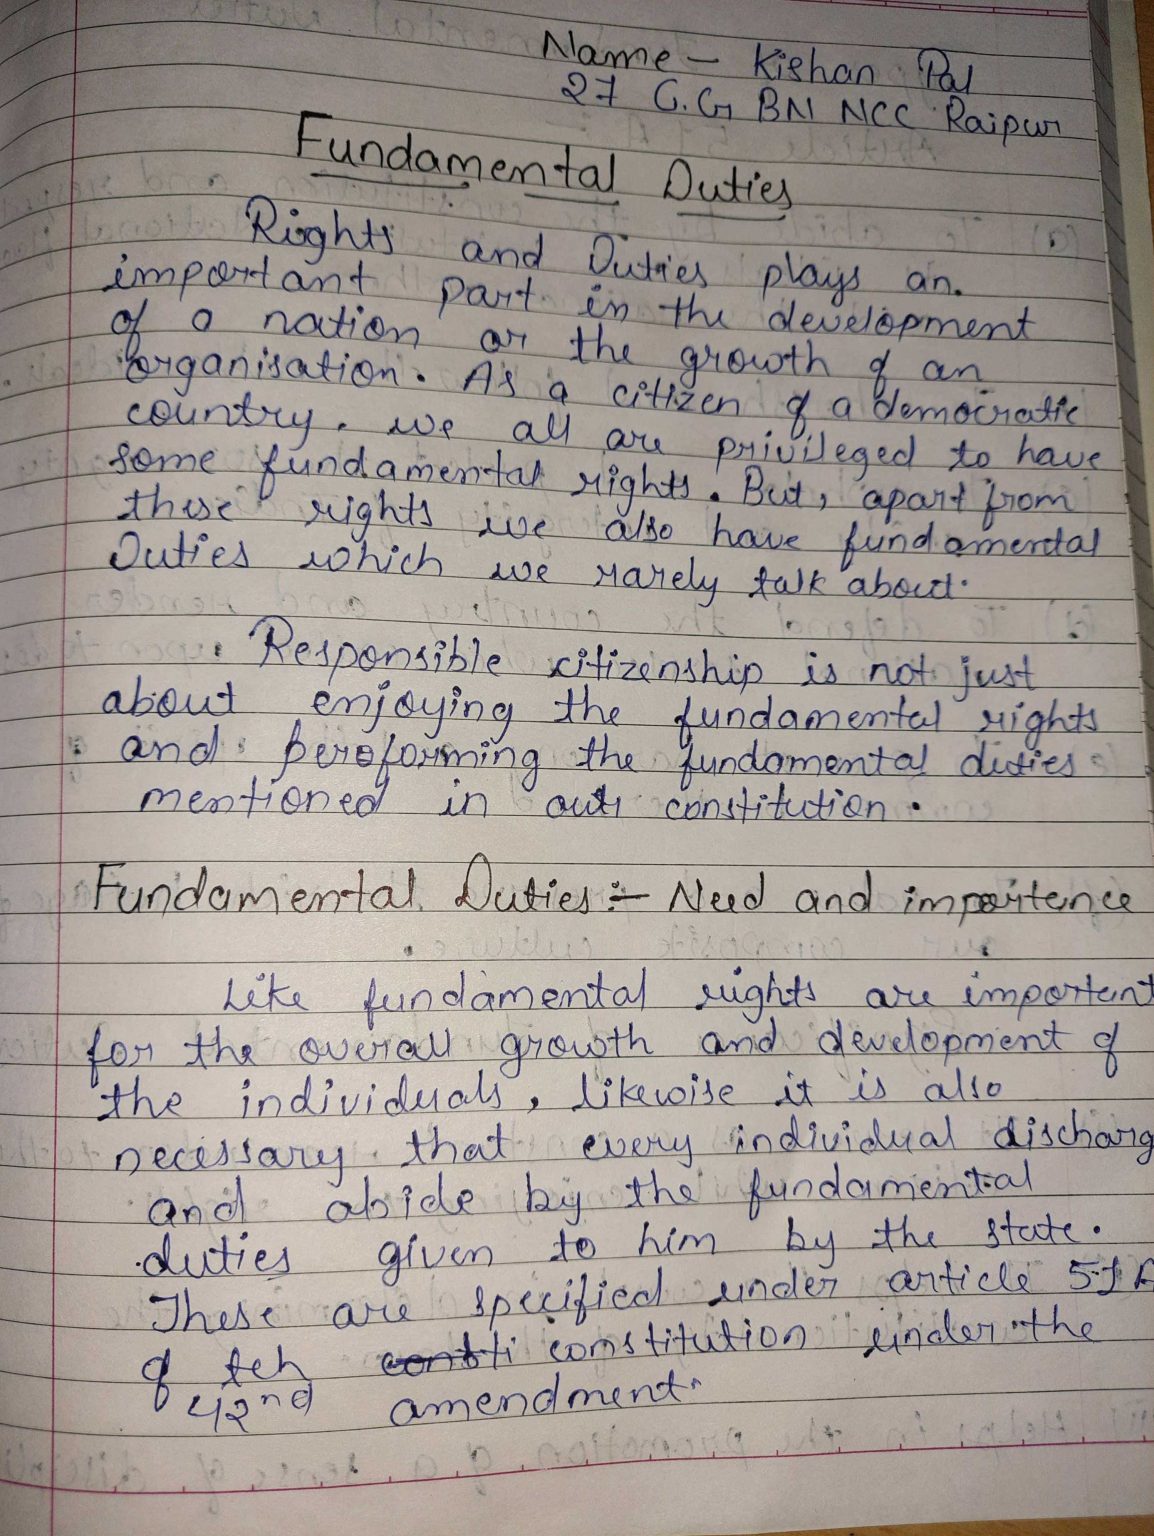 Name - Kishan Pal
27 C.G BN NCC Raipur
Fundamental Duties
Rights and Duties plays an
important part in the development
of a nation or the growth of an
organisation. As a citizen of a democratic
country. we all are privileged to have
some fundamental rights. But, apart from
these rights we also have fundamental
Duties which we rarely talk about.
Responsible citizenship is not just
about enjoying the fundamental rights
and peroforming the fundamental duties
mentioned in our constitution.
Fundamental Duties :- Need and importence
Like fundamental rights are important
for the overall growth and development of
the individuals, likewise it is also
necessary that every individual discharg
and abide by the fundamental
duties given to him by the state.
These are specified under article 51A
of teh constitution under the
42nd amendment.